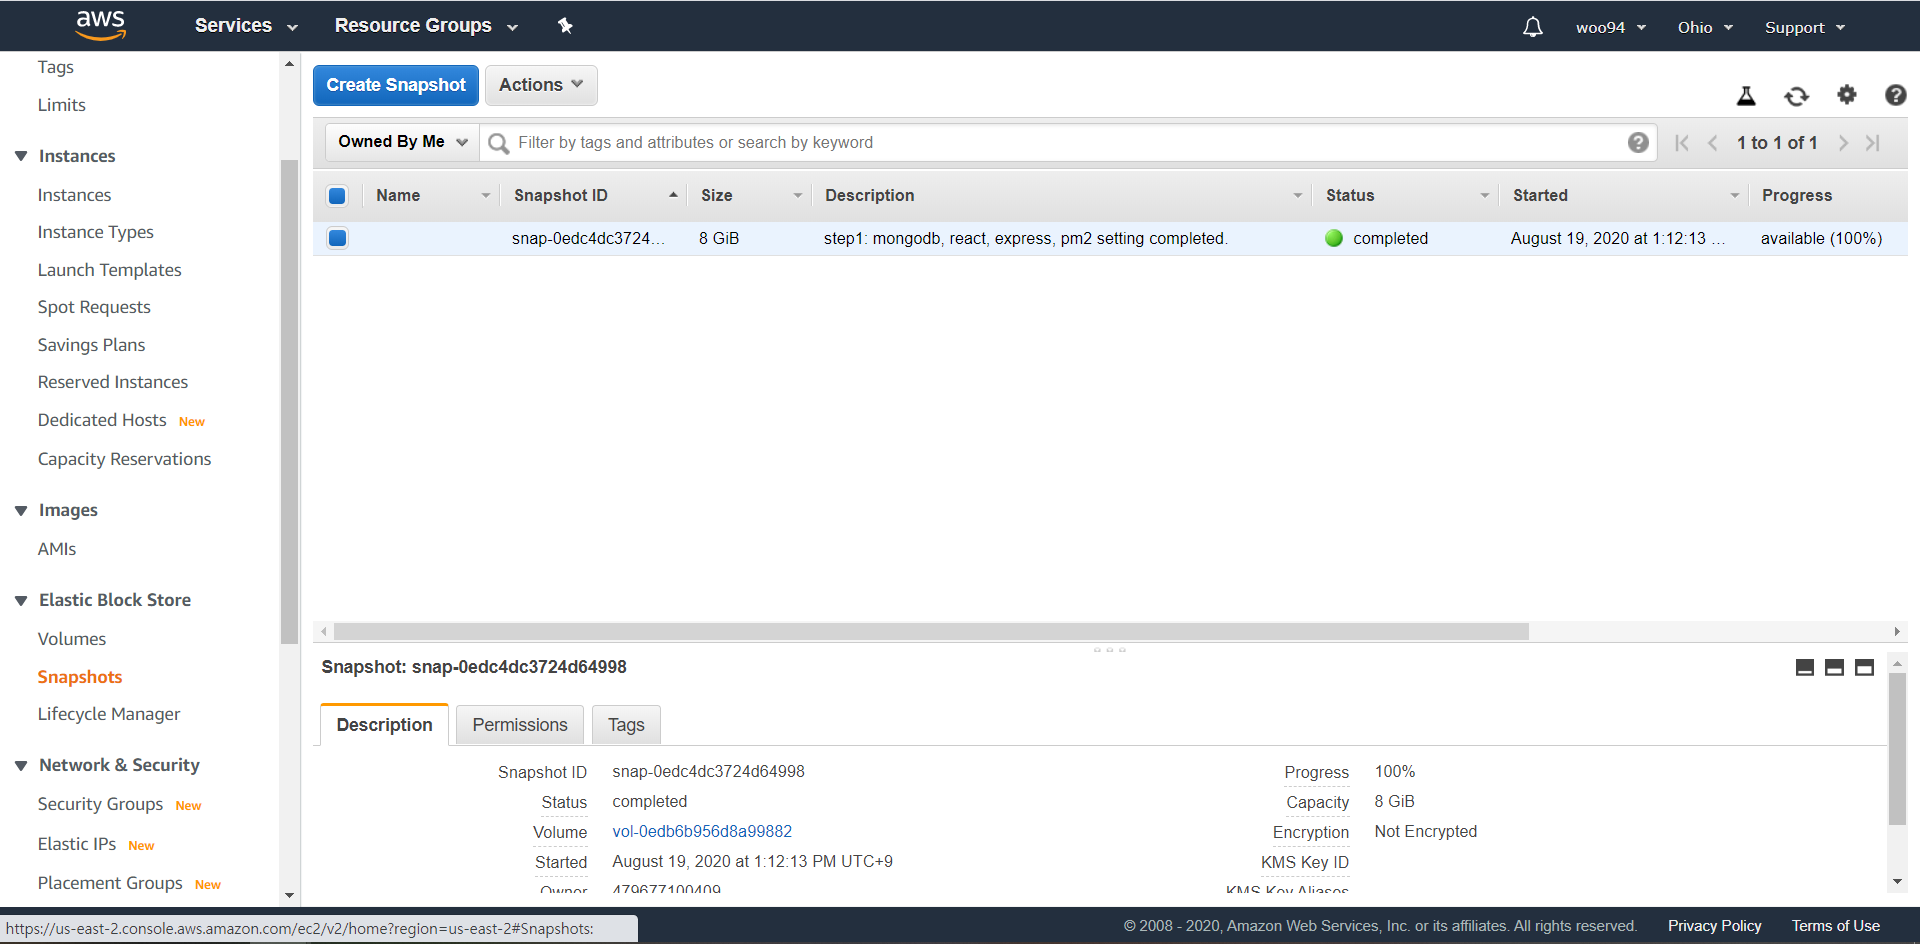 aws Services Resource Groups woo94 Ohio Support
Tags
Limits
Instances
Instances
Instance Types
Launch Templates
Spot Requests
Savings Plans
Reserved Instances
Dedicated Hosts New
Capacity Reservations
Images
AMIs
Elastic Block Store
Volumes
Snapshots
Lifecycle Manager
Network & Security
Security Groups New
Elastic IPs New
Placement Groups New
Create Snapshot Actions
Owned By Me Filter by tags and attributes or search by keyword 1 to 1 of 1
Name Snapshot ID Size Description Status Started Progress
snap-0edc4dc3724... 8 GiB step1: mongodb, react, express, pm2 setting completed. completed August 19, 2020 at 1:12:13 ... available (100%)
Snapshot: snap-0edc4dc3724d64998
Description Permissions Tags
Snapshot ID snap-0edc4dc3724d64998 Progress 100%
Status completed Capacity 8 GiB
Volume vol-0edb6b956d8a99882 Encryption Not Encrypted
Started August 19, 2020 at 1:12:13 PM UTC+9 KMS Key ID
Owner 479677100409 KMS Key Aliases
https://us-east-2.console.aws.amazon.com/ec2/v2/home?region=us-east-2#Snapshots: © 2008 - 2020, Amazon Web Services, Inc. or its affiliates. All rights reserved. Privacy Policy Terms of Use